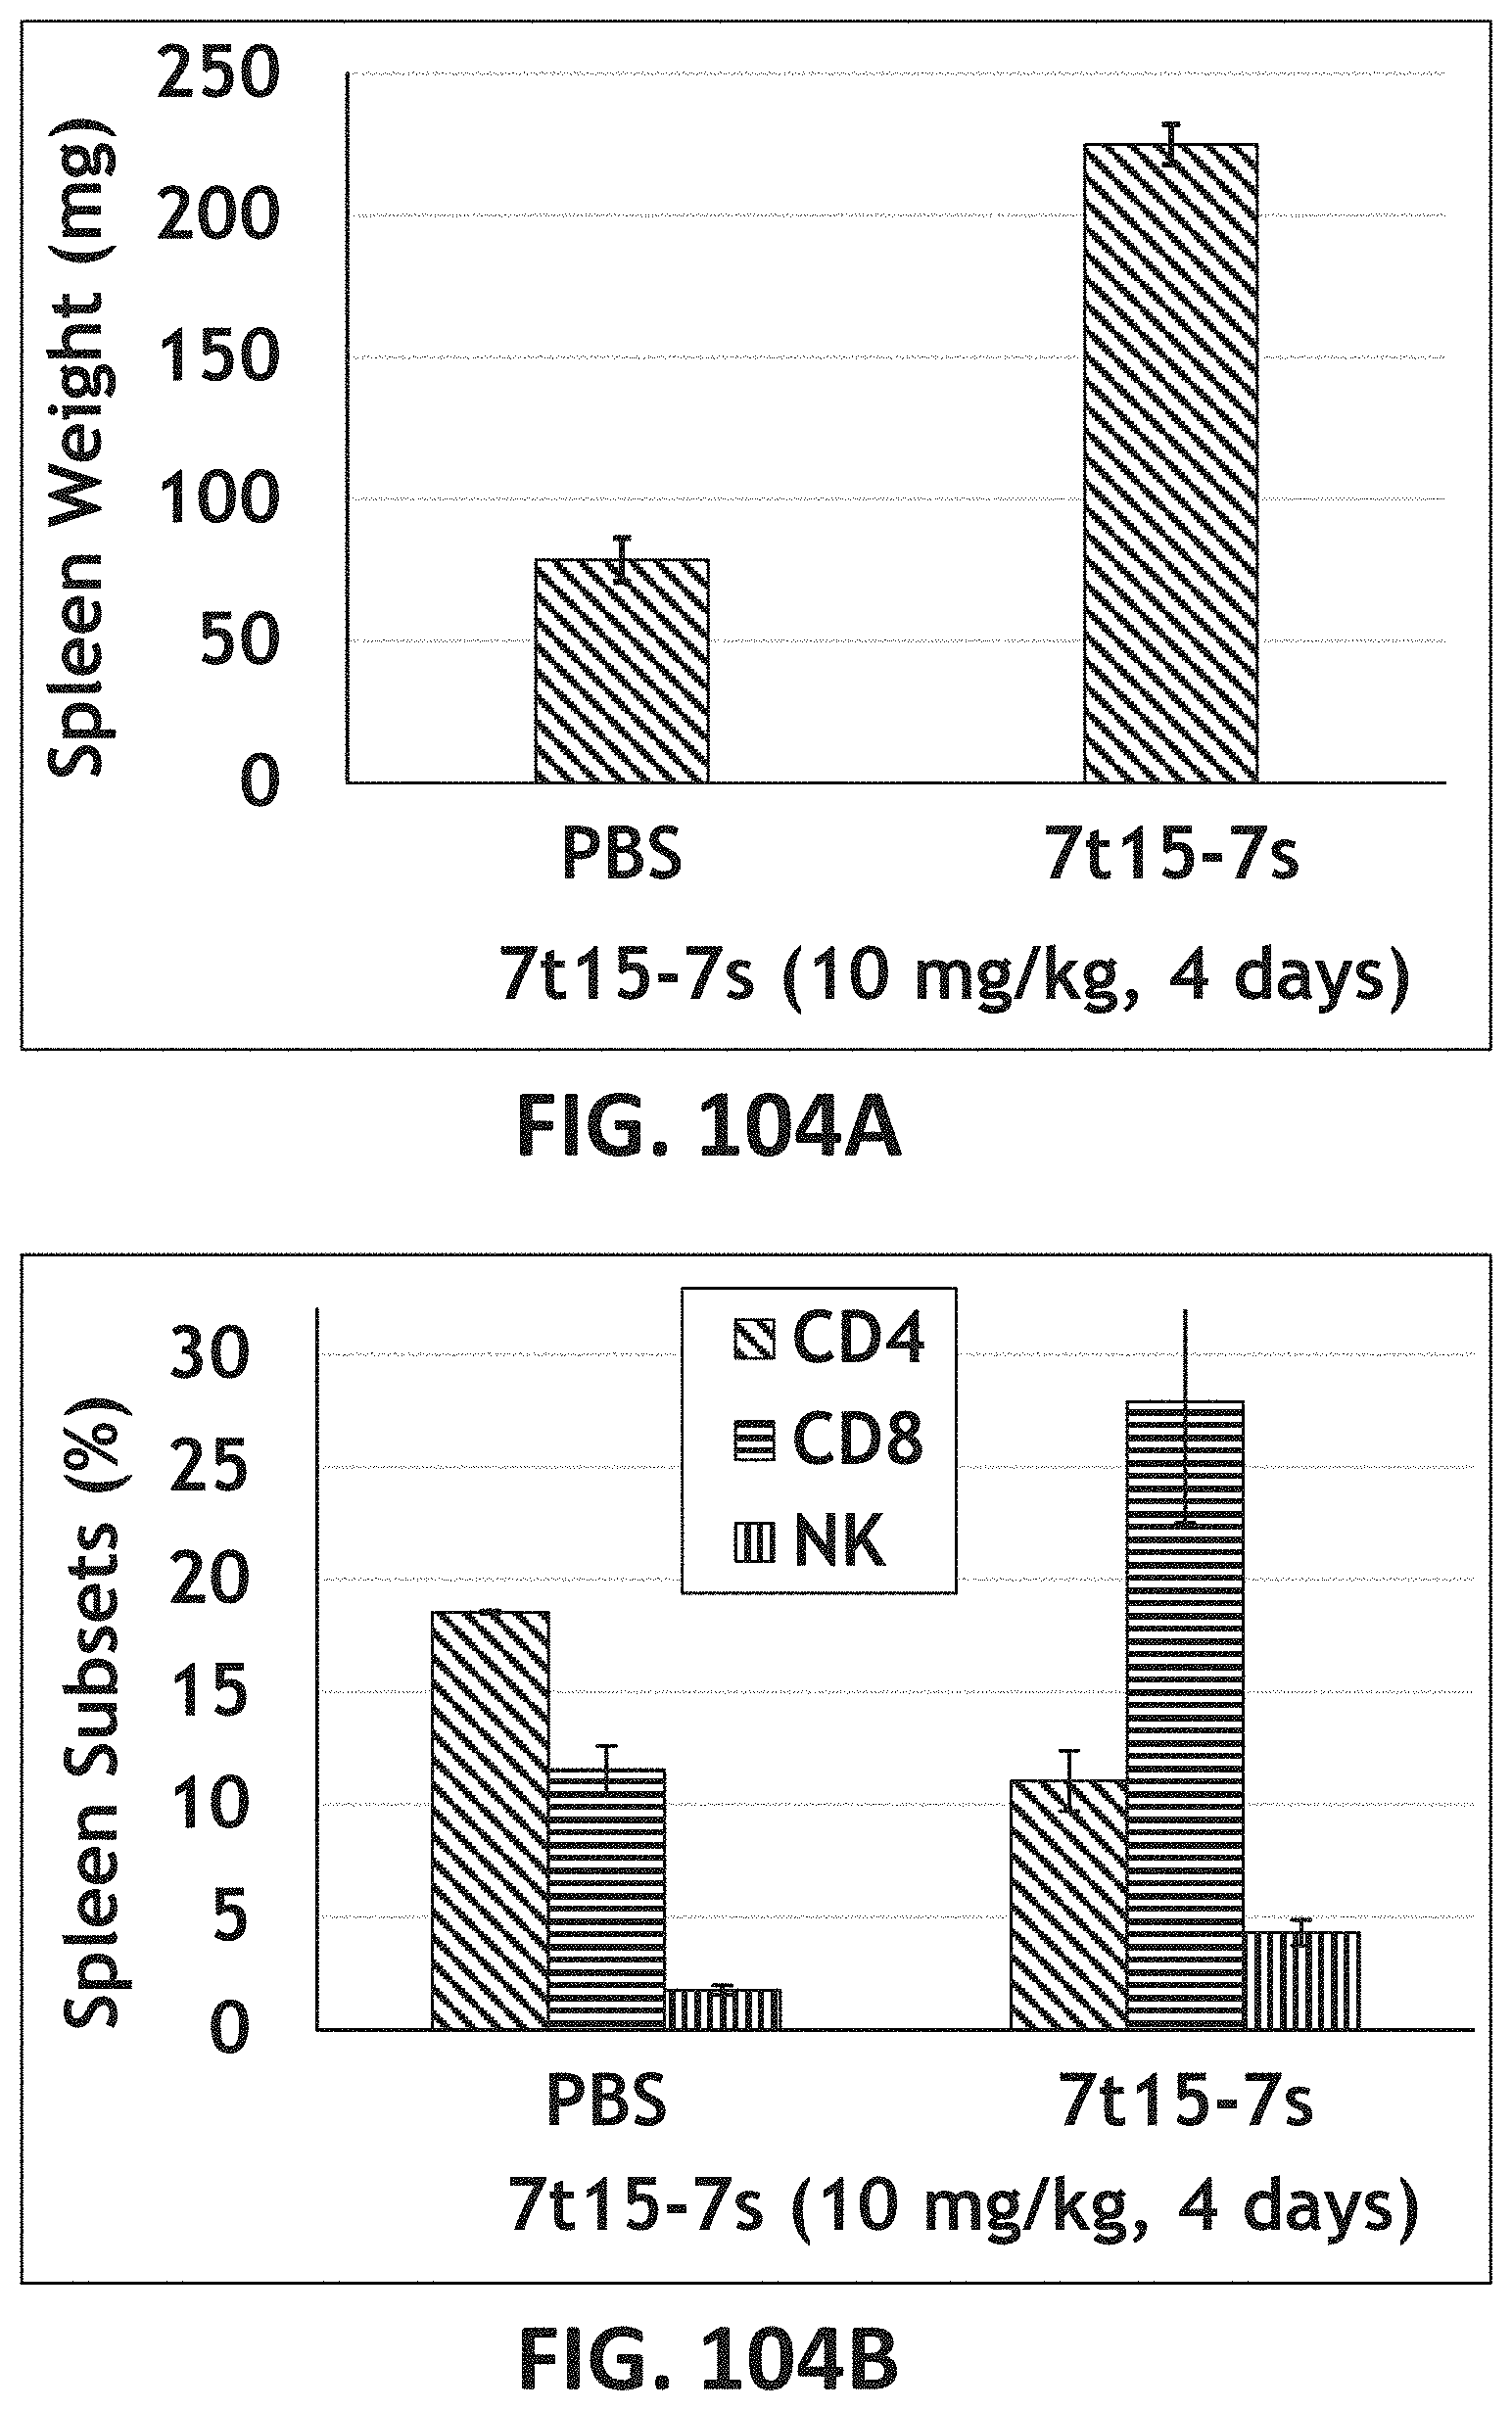 Spleen Weight (mg)
250
200
150
100
50
0
PBS
7t15-7s
7t15-7s (10 mg/kg, 4 days)
FIG. 104A
Spleen Subsets (%)
30
25
20
15
10
5
0
CD4
CD8
NK
PBS
7t15-7s
7t15-7s (10 mg/kg, 4 days)
FIG. 104B